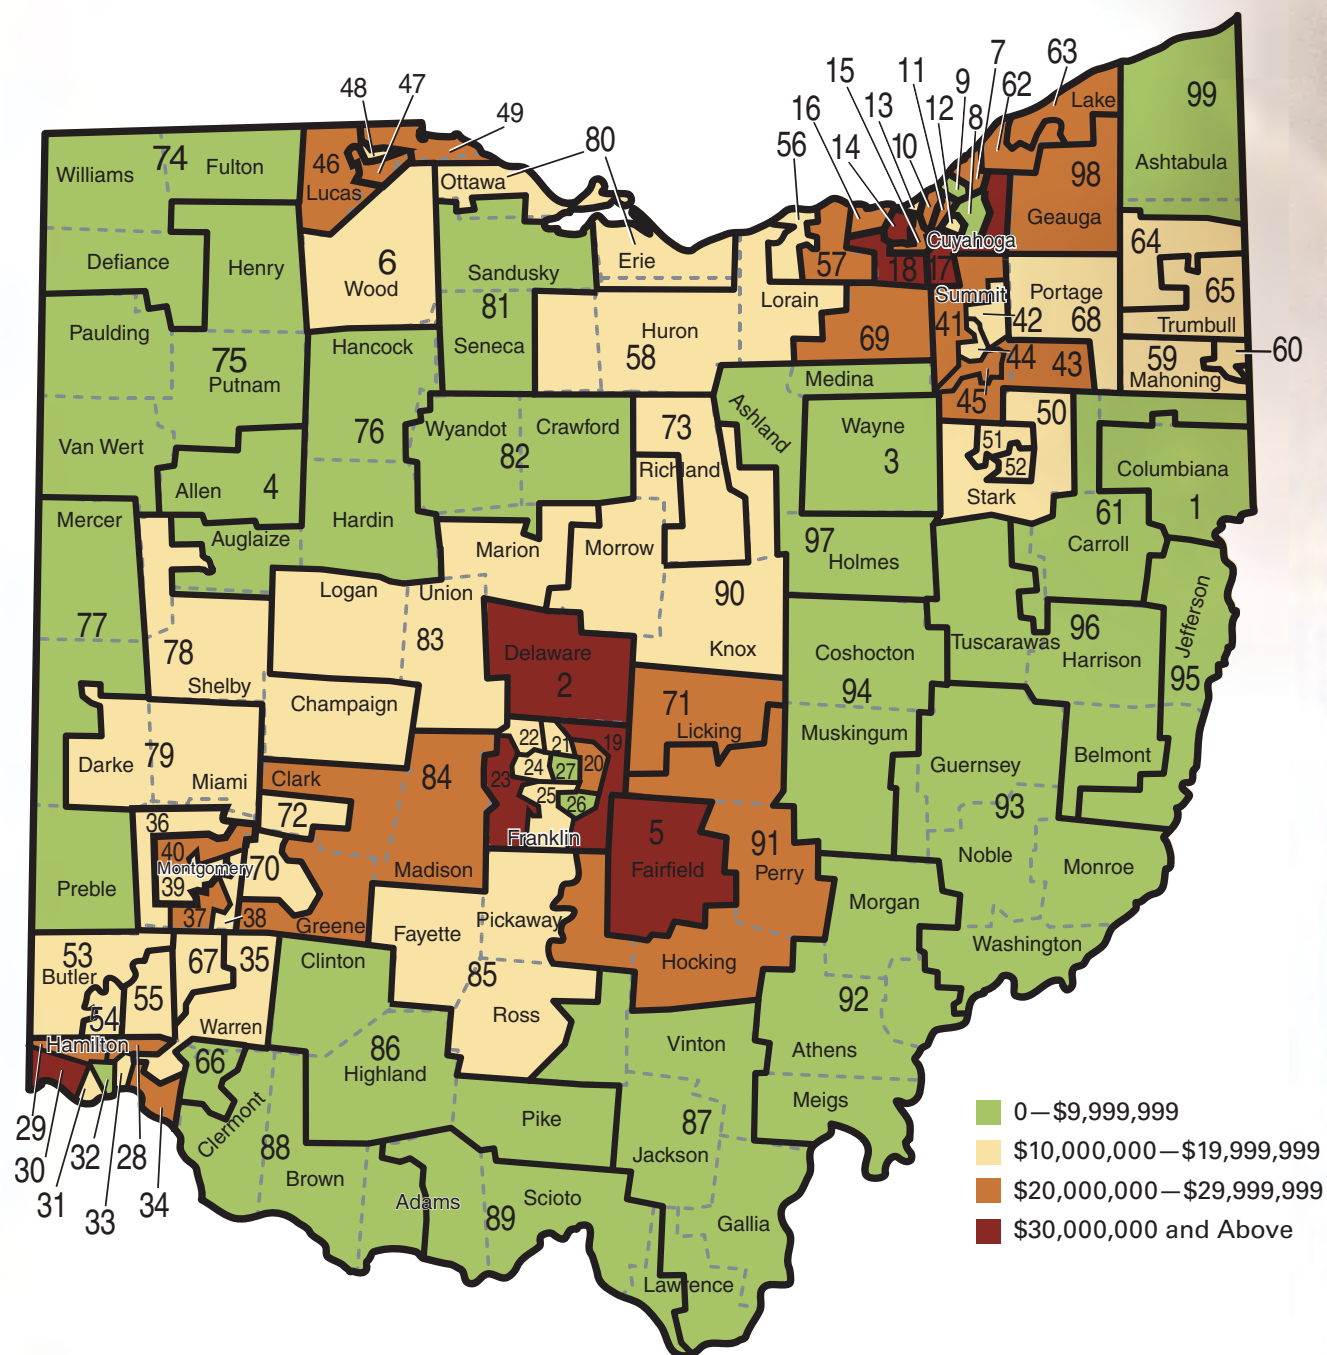 7
63
15
11
9
62
48
47
16
13
12
8
Lake
99
49
56
14
10
80
74
46
98
Williams
Fulton
Lucas
Ottawa
Ashtabula
Geauga
Cuyahoga
64
Defiance
Henry
6
Wood
Sandusky
Erie
57
18
17
Summit
Portage
65
Lorain
81
41
42
68
Trumbull
Paulding
Hancock
Seneca
Huron
58
69
75
Putnam
44
43
59
60
Mahoning
Medina
45
50
Ashland
76
Wyandot
Crawford
73
Wayne
51
Van Wert
82
3
52
Richland
Columbiana
Allen
4
Stark
Mercer
Hardin
61
1
Auglaize
Marion
Morrow
97
Holmes
Carroll
Logan
Union
90
Jefferson
77
83
96
78
Knox
Tuscarawas
Delaware
Coshocton
Harrison
2
Shelby
94
95
Champaign
71
Licking
Muskingum
22
21
19
79
Darke
Miami
24
27
20
Belmont
Clark
84
23
Guernsey
25
26
93
72
36
Franklin
5
91
40
Montgomery
70
Madison
Fairfield
Perry
Noble
Monroe
Preble
39
37
38
Greene
Pickaway
Morgan
Fayette
53
67
35
Clinton
Hocking
Washington
Butler
85
55
92
54
Ross
Warren
Hamilton
66
86
Highland
Vinton
Athens
Meigs
Clermont
Pike
87
0—$9,999,999
29
32
28
88
Jackson
$10,000,000—$19,999,999
30
Brown
31
34
Adams
Scioto
$20,000,000—$29,999,999
33
89
Gallia
$30,000,000 and Above
Lawrence